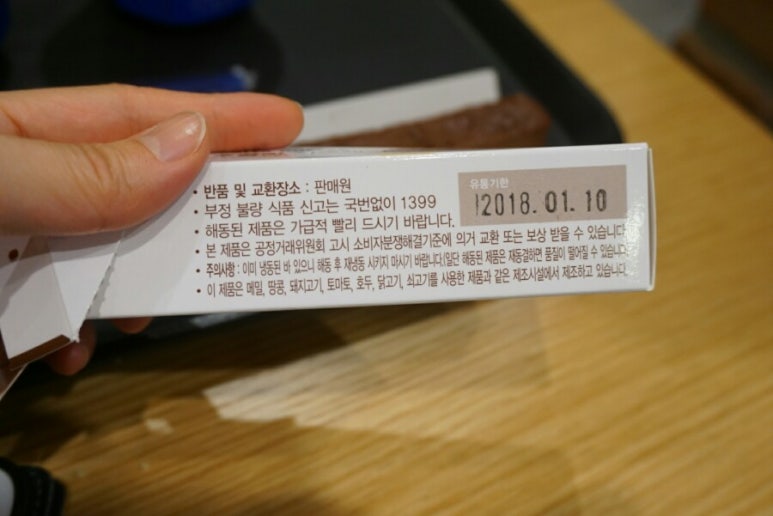 유통기한
2018.01.10
• 반품 및 교환장소 : 판매원
• 부정 불량 식품 신고는 국번없이 1399
• 해동된 제품은 가급적 빨리 드시기 바랍니다.
• 본 제품은 공정거래위원회 고시 소비자분쟁해결기준에 의거 교환 또는 보상 받을 수 있습니다.
• 주의사항 : 이미 냉동된 바 있으니 해동 후 재냉동 시키지 마시기 바랍니다.(일단 해동된 제품은 재동결하면 품질이 떨어질 수 있습니다.)
• 이 제품은 메밀, 땅콩, 돼지고기, 토마토, 호두, 닭고기, 쇠고기를 사용한 제품과 같은 제조시설에서 제조하고 있습니다.